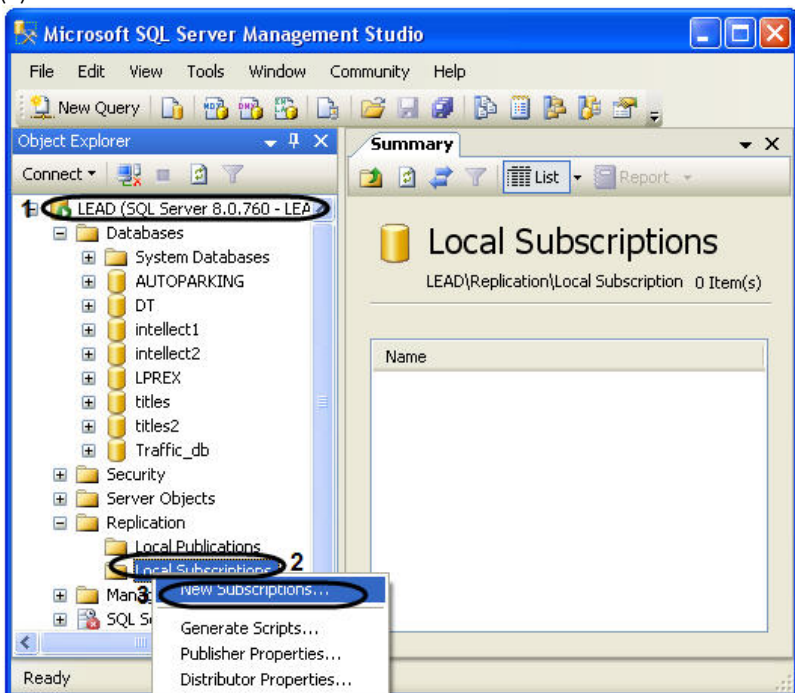 Microsoft SQL Server Management Studio
File Edit View Tools Window Community Help
New Query
Object Explorer
Connect
1 LEAD (SQL Server 8.0.760 - LEA
Databases
System Databases
AUTOPARKING
DT
intellect1
intellect2
LPREX
titles
titles2
Traffic_db
Security
Server Objects
Replication
Local Publications
Local Subscriptions 2
3 New Subscriptions...
SQL
Generate Scripts...
Publisher Properties...
Distributor Properties...
Ready
Summary
List Report
Local Subscriptions
LEAD\Replication\Local Subscription 0 Item(s)
Name